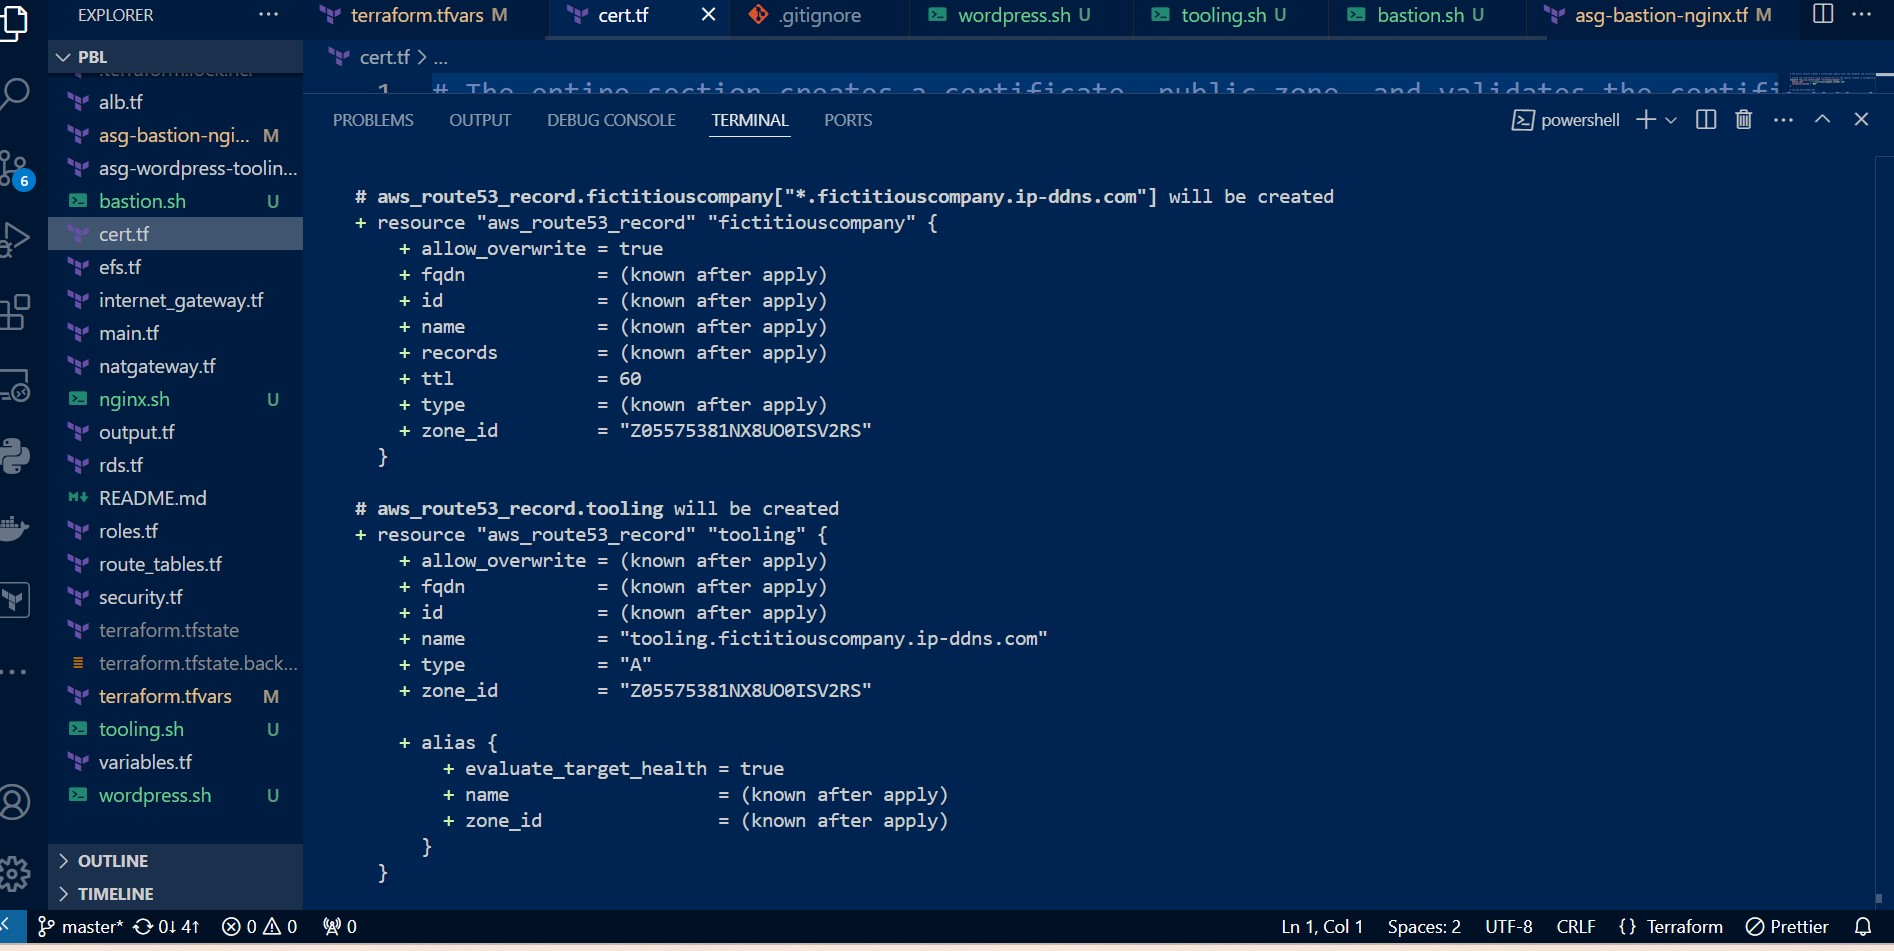 EXPLORER
PBL
alb.tf
asg-bastion-ngi... M
asg-wordpress-toolin...
bastion.sh U
cert.tf
efs.tf
internet_gateway.tf
main.tf
natgateway.tf
nginx.sh U
output.tf
rds.tf
README.md
roles.tf
route_tables.tf
security.tf
terraform.tfstate
terraform.tfstate.back...
terraform.tfvars M
tooling.sh U
variables.tf
wordpress.sh U
OUTLINE
TIMELINE
6
terraform.tfvars M
cert.tf
.gitignore
wordpress.sh U
tooling.sh U
bastion.sh U
asg-bastion-nginx.tf M
cert.tf > ...
1 # The entire section creates a certificate, public zone, and validates the certifi
PROBLEMS OUTPUT DEBUG CONSOLE TERMINAL PORTS
powershell
# aws_route53_record.fictitiouscompany["*.fictitiouscompany.ip-ddns.com"] will be created
+ resource "aws_route53_record" "fictitiouscompany" {
+ allow_overwrite = true
+ fqdn = (known after apply)
+ id = (known after apply)
+ name = (known after apply)
+ records = (known after apply)
+ ttl = 60
+ type = (known after apply)
+ zone_id = "Z05575381NX8UO0ISV2RS"
}
# aws_route53_record.tooling will be created
+ resource "aws_route53_record" "tooling" {
+ allow_overwrite = (known after apply)
+ fqdn = (known after apply)
+ id = (known after apply)
+ name = "tooling.fictitiouscompany.ip-ddns.com"
+ type = "A"
+ zone_id = "Z05575381NX8UO0ISV2RS"
+ alias {
+ evaluate_target_health = true
+ name = (known after apply)
+ zone_id = (known after apply)
}
}
master* 0↓ 4↑ 0 0 0
Ln 1, Col 1 Spaces: 2 UTF-8 CRLF {} Terraform Prettier